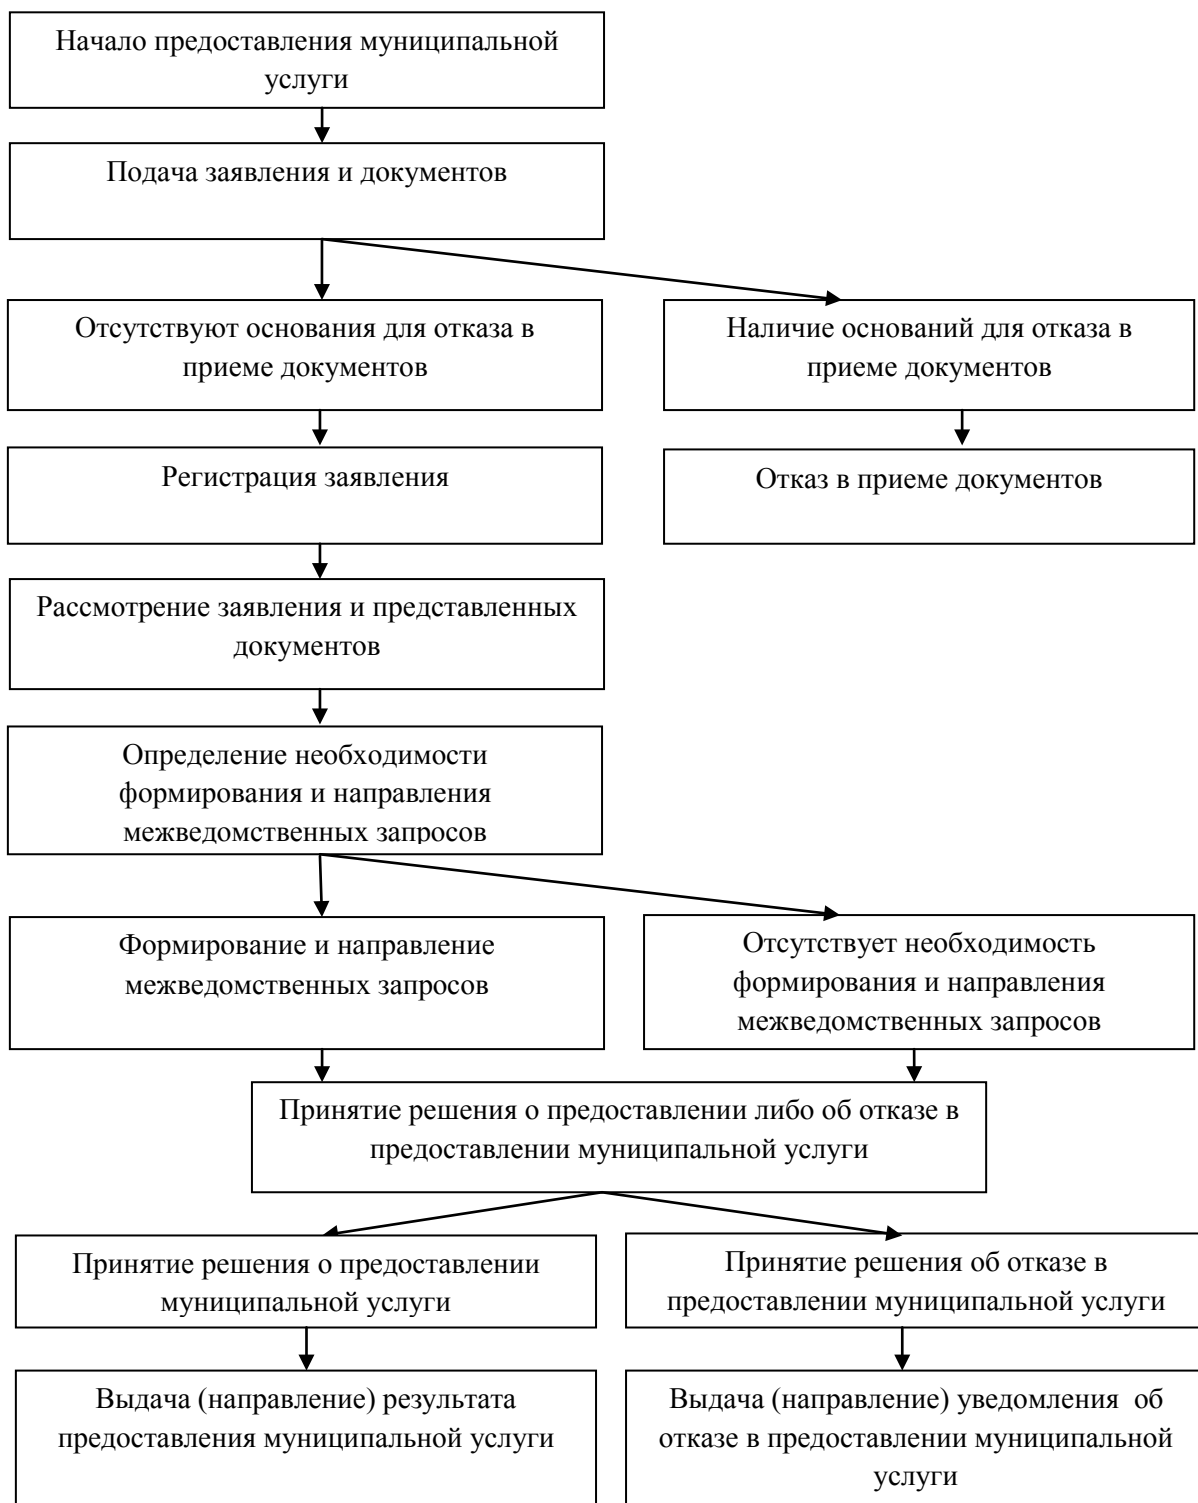 Начало предоставления муниципальной
услуги
Подача заявления и документов
Отсутствуют основания для отказа в
приеме документов
Наличие оснований для отказа в
приеме документов
Регистрация заявления
Отказ в приеме документов
Рассмотрение заявления и представленных
документов
Определение необходимости
формирования и направления
межведомственных запросов
Формирование и направление
межведомственных запросов
Отсутствует необходимость
формирования и направления
межведомственных запросов
Принятие решения о предоставлении либо об отказе в
предоставлении муниципальной услуги
Принятие решения о предоставлении
муниципальной услуги
Принятие решения об отказе в
предоставлении муниципальной услуги
Выдача (направление) результата
предоставления муниципальной услуги
Выдача (направление) уведомления об
отказе в предоставлении муниципальной
услуги